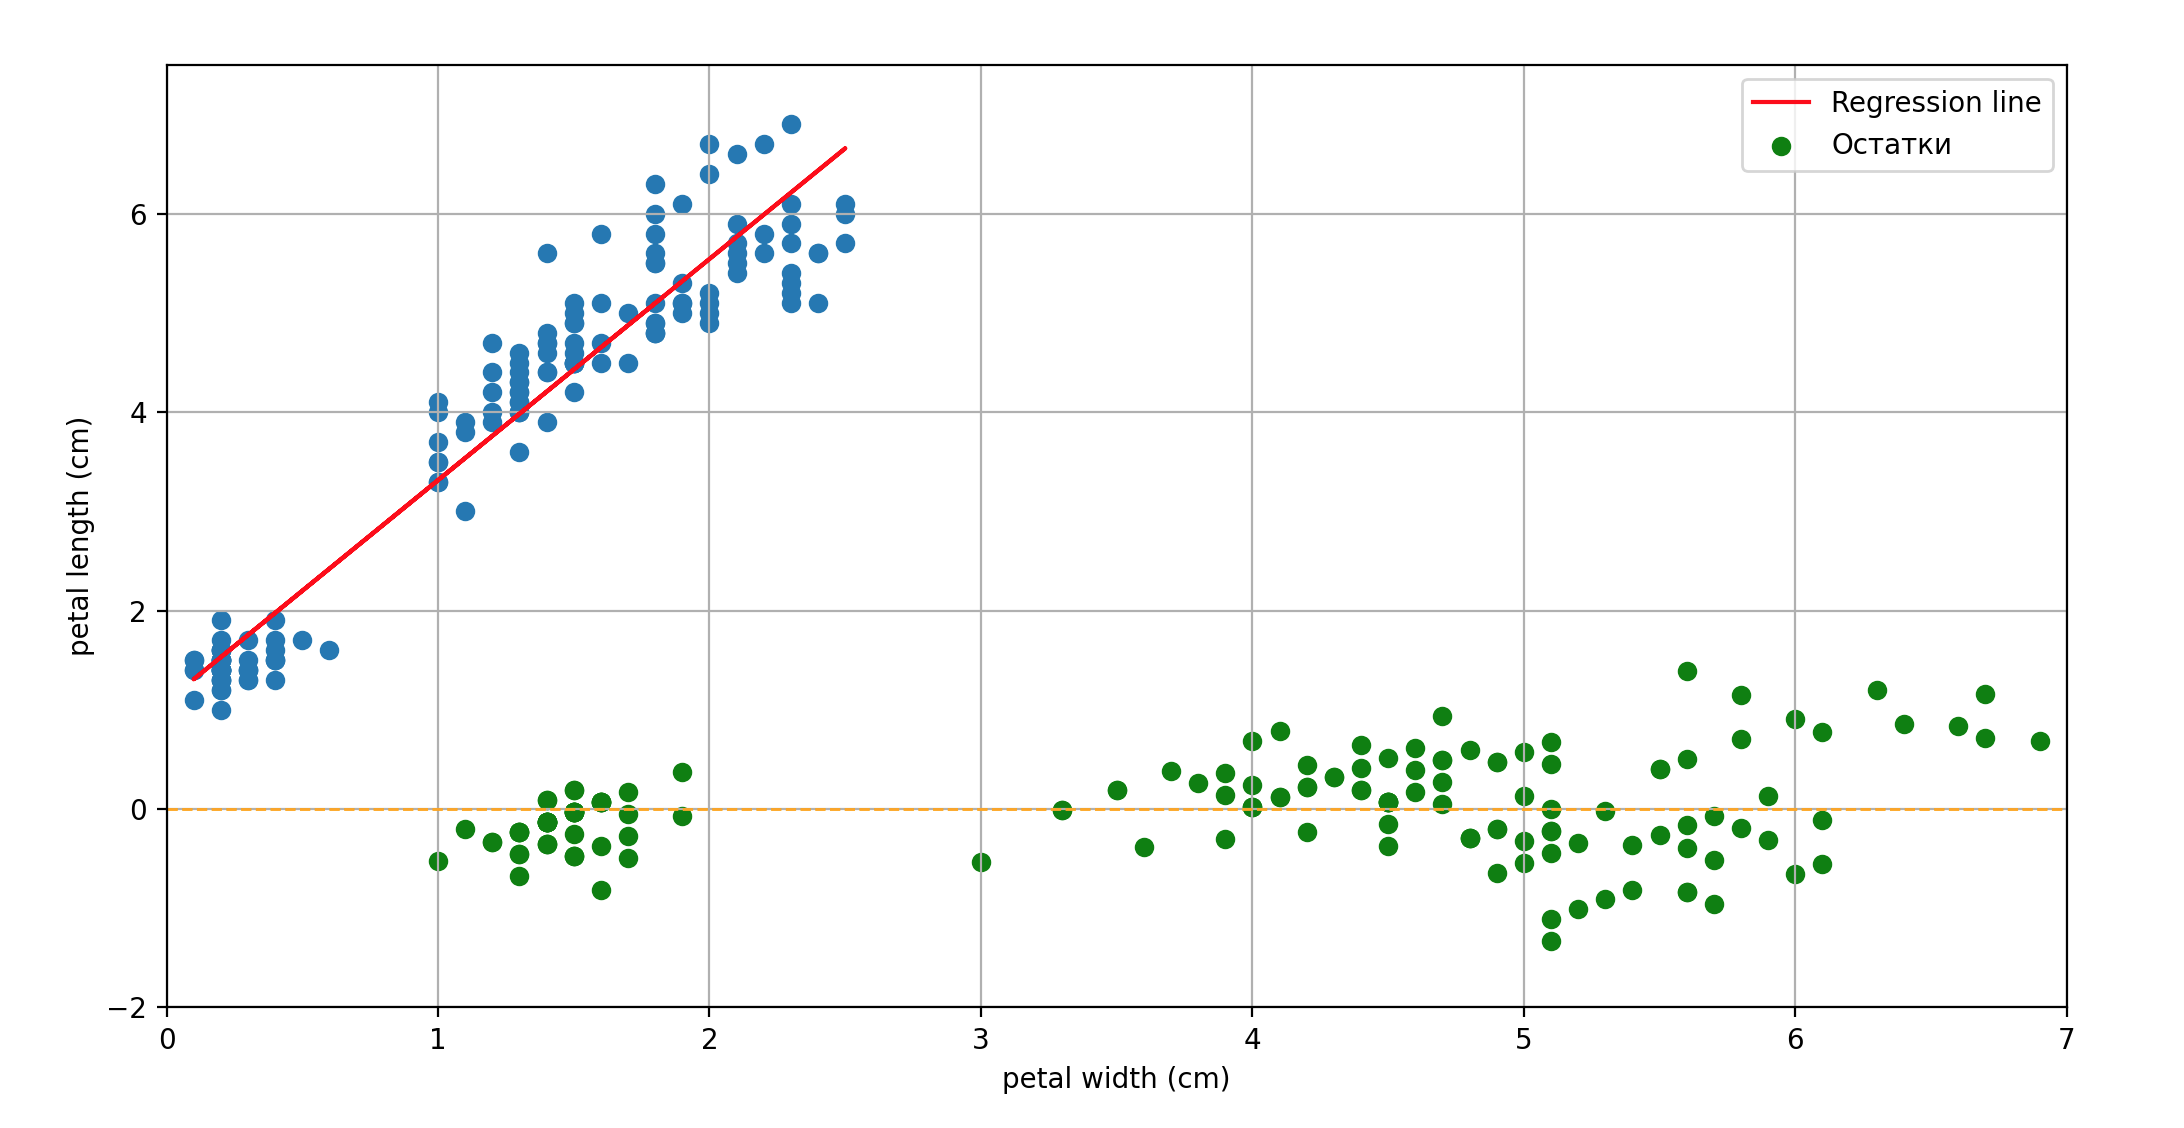 Regression line
Остатки
petal length (cm)
6
4
2
0
−2
0 1 2 3 4 5 6 7
petal width (cm)